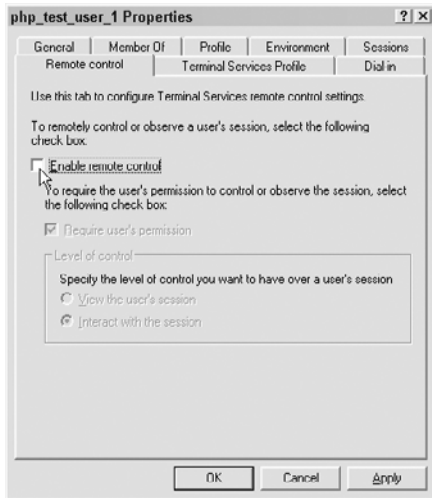 php_test_user_1 Properties
? ×
General Member Of Profile Environment Sessions
Remote control Terminal Services Profile Dial-in
Use this tab to configure Terminal Services remote control settings.
To remotely control or observe a user's session, select the following
check box:
Enable remote control
To require the user's permission to control or observe the session, select
the following check box:
Require user's permission
Level of control
Specify the level of control you want to have over a user's session
View the user's session
Interact with the session
OK Cancel Apply